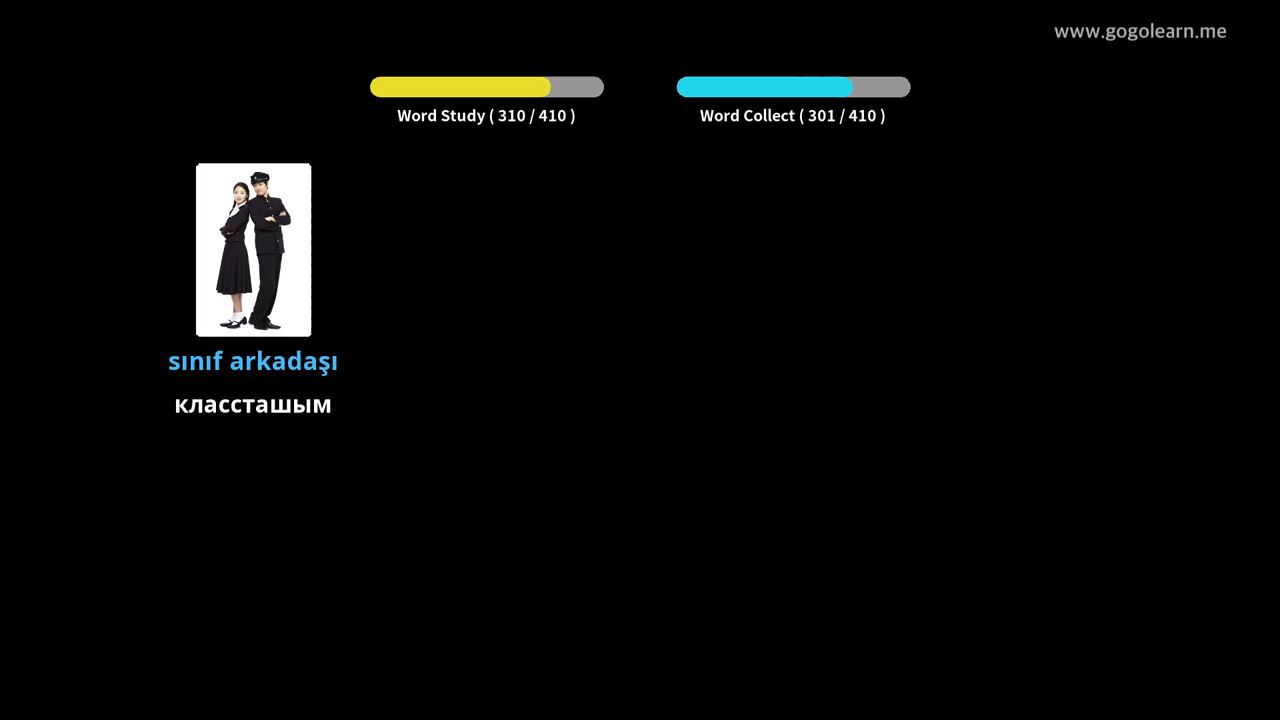 www.gogolearn.me
Word Study ( 310 / 410 )
Word Collect ( 301 / 410 )
sınıf arkadaşı
классташым